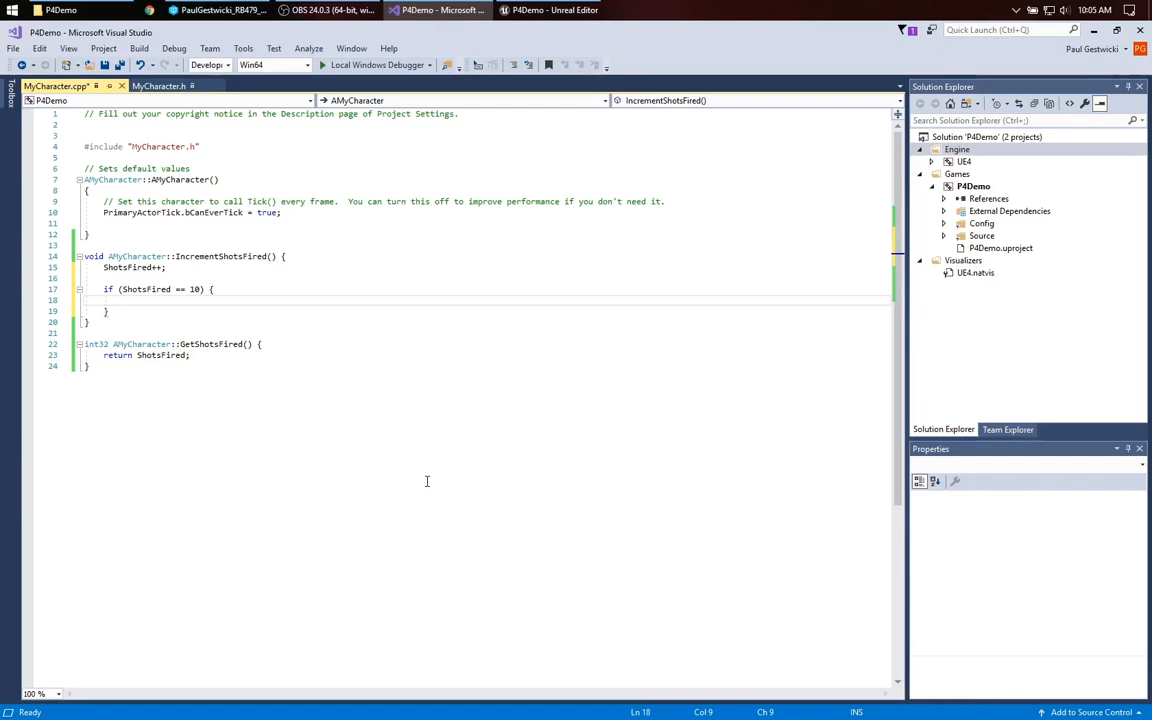 P4Demo
PaulGestwicki_RB479_...
OBS 24.0.3 (64-bit, win...
P4Demo - Microsoft ...
P4Demo - Unreal Editor
10:05 AM
P4Demo - Microsoft Visual Studio
1
Quick Launch (Ctrl+;)
File
Edit
View
Project
Build
Debug
Team
Tools
Test
Analyze
Window
Help
Paul Gestwicki
PG
Develop
Win64
Local Windows Debugger
Toolbox
MyCharacter.cpp*
MyCharacter.h
P4Demo
AMyCharacter
IncrementShotsFired()
1 // Fill out your copyright notice in the Description page of Project Settings.
2
3
4 #include "MyCharacter.h"
5
6 // Sets default values
7 AMyCharacter::AMyCharacter()
8 {
9 // Set this character to call Tick() every frame.  You can turn this off to improve performance if you don't need it.
10 PrimaryActorTick.bCanEverTick = true;
11
12 }
13
14 void AMyCharacter::IncrementShotsFired() {
15 ShotsFired++;
16
17 if (ShotsFired == 10) {
18
19 }
20 }
21
22 int32 AMyCharacter::GetShotsFired() {
23 return ShotsFired;
24 }
100 %
Solution Explorer
Search Solution Explorer (Ctrl+;)
Solution 'P4Demo' (2 projects)
Engine
UE4
Games
P4Demo
References
External Dependencies
Config
Source
P4Demo.uproject
Visualizers
UE4.natvis
Solution Explorer
Team Explorer
Properties
Ready
Ln 18
Col 9
Ch 9
INS
Add to Source Control